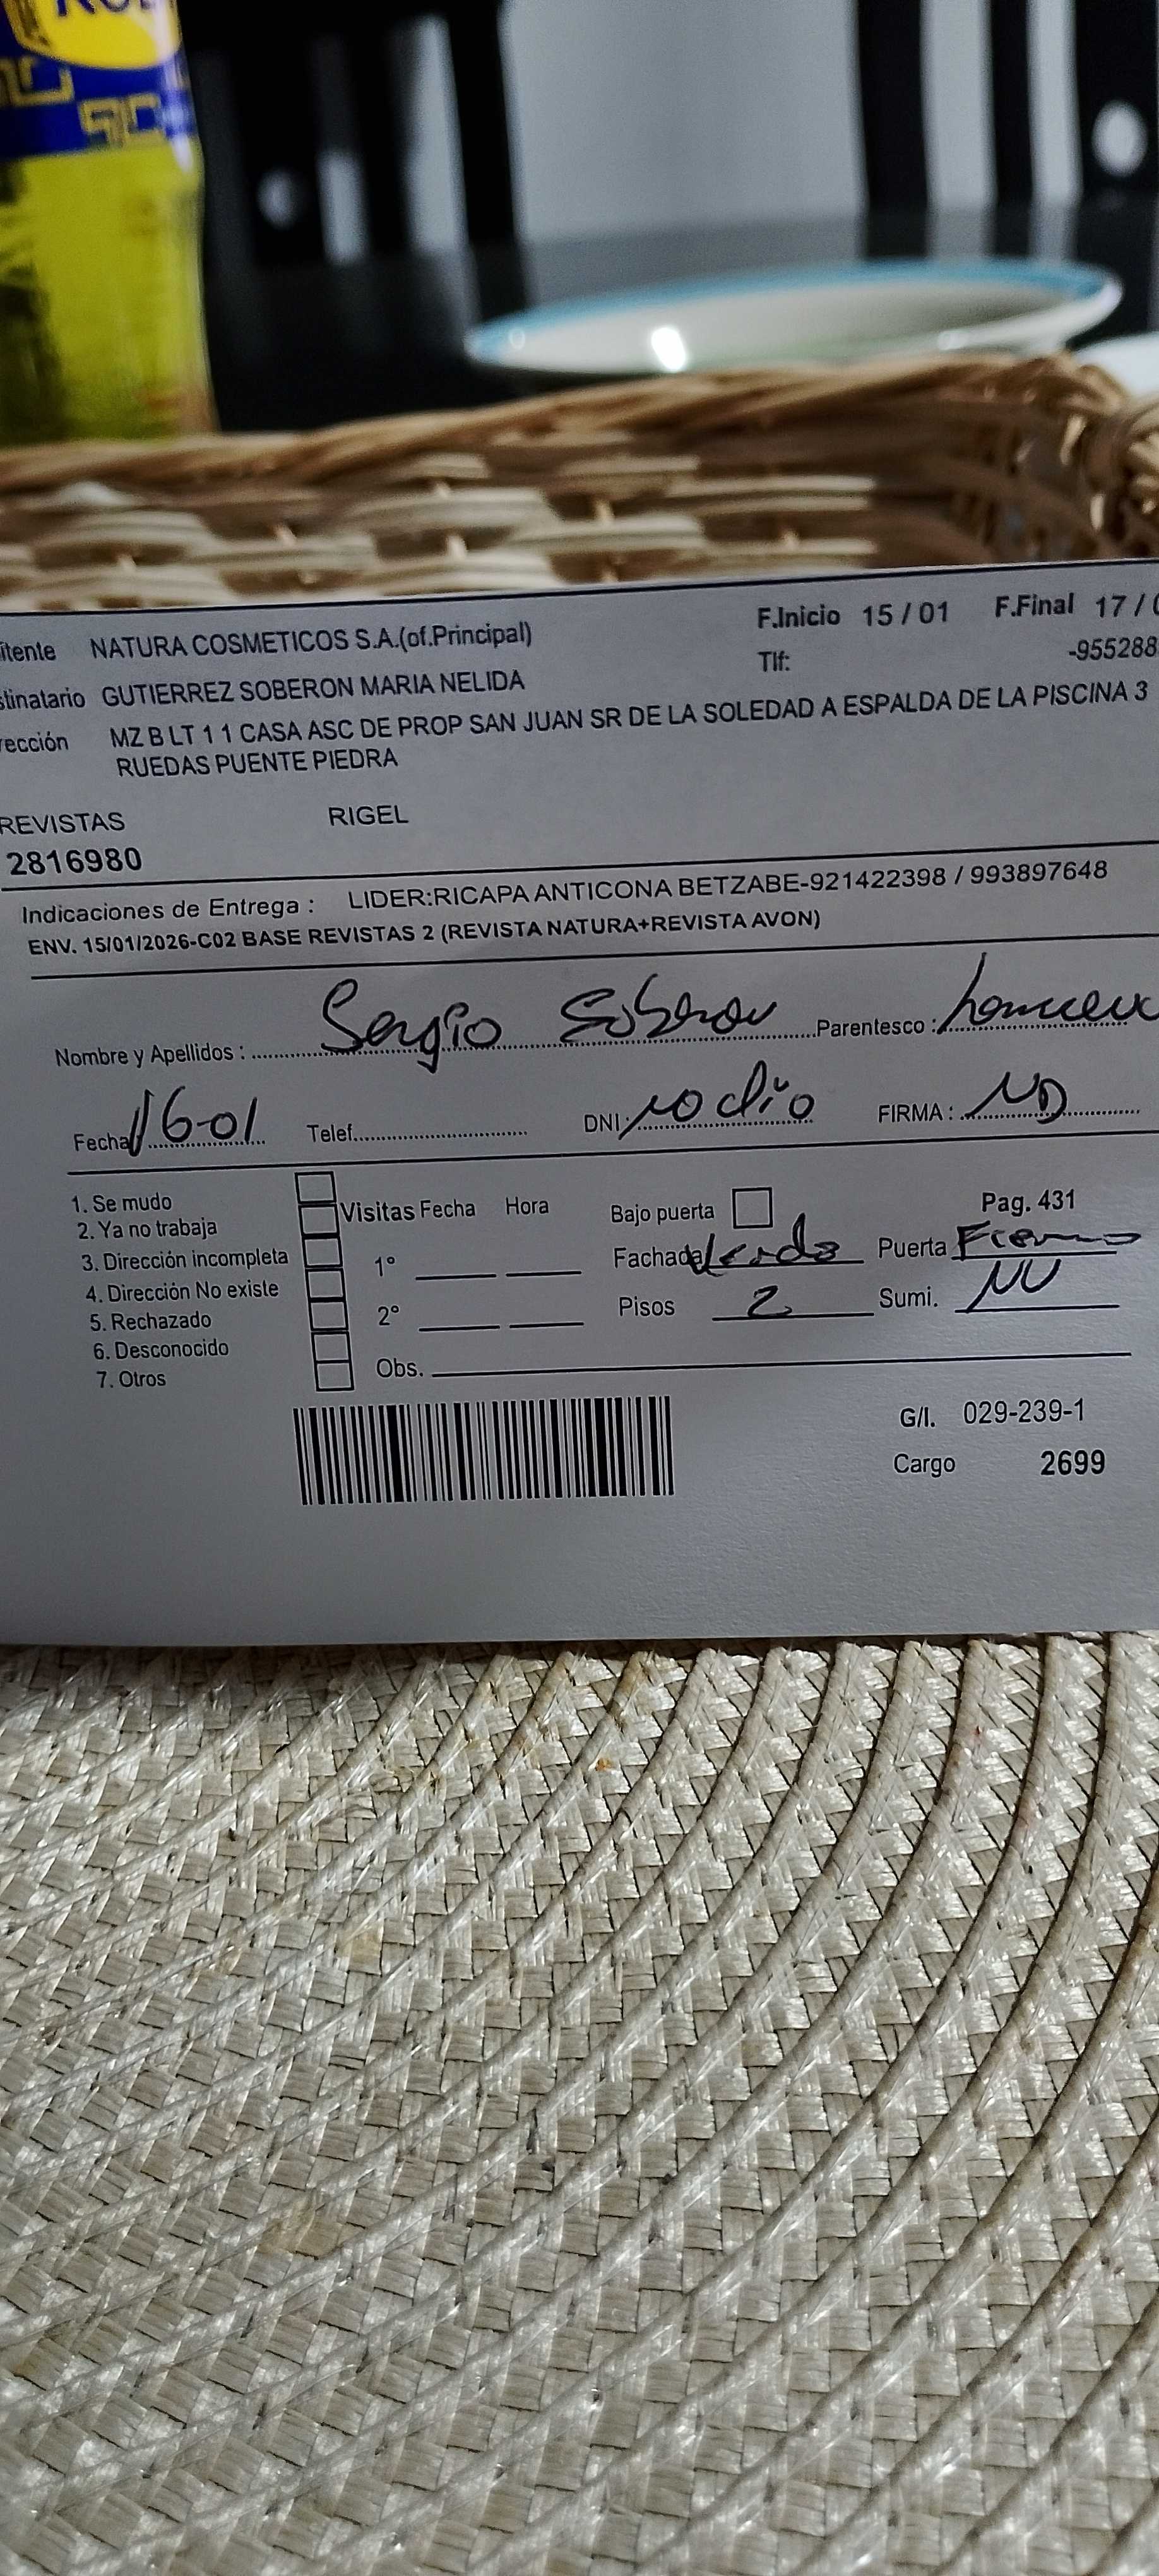 itente NATURA COSMETICOS S.A.(of.Principal) F.Inicio 15 / 01 F.Final 17 /
Tlf: -955288
stinatario GUTIERREZ SOBERON MARIA NELIDA
rección MZ B LT 1 1 CASA ASC DE PROP SAN JUAN SR DE LA SOLEDAD A ESPALDA DE LA PISCINA 3
RUEDAS PUENTE PIEDRA
REVISTAS RIGEL
2816980
Indicaciones de Entrega : LIDER:RICAPA ANTICONA BETZABE-921422398 / 993897648
ENV. 15/01/2026-C02 BASE REVISTAS 2 (REVISTA NATURA+REVISTA AVON)
Nombre y Apellidos : Sergio Soberon Parentesco :
Fecha 16-01 Telef. DNI: no dio FIRMA : ND
1. Se mudo
2. Ya no trabaja
3. Dirección incompleta
4. Dirección No existe
5. Rechazado
6. Desconocido
7. Otros
Visitas Fecha Hora
1°
2°
Obs.
Bajo puerta Pag. 431
Fachada Puerta Fierro
Pisos 2 Sumi.
G/I. 029-239-1
Cargo 2699